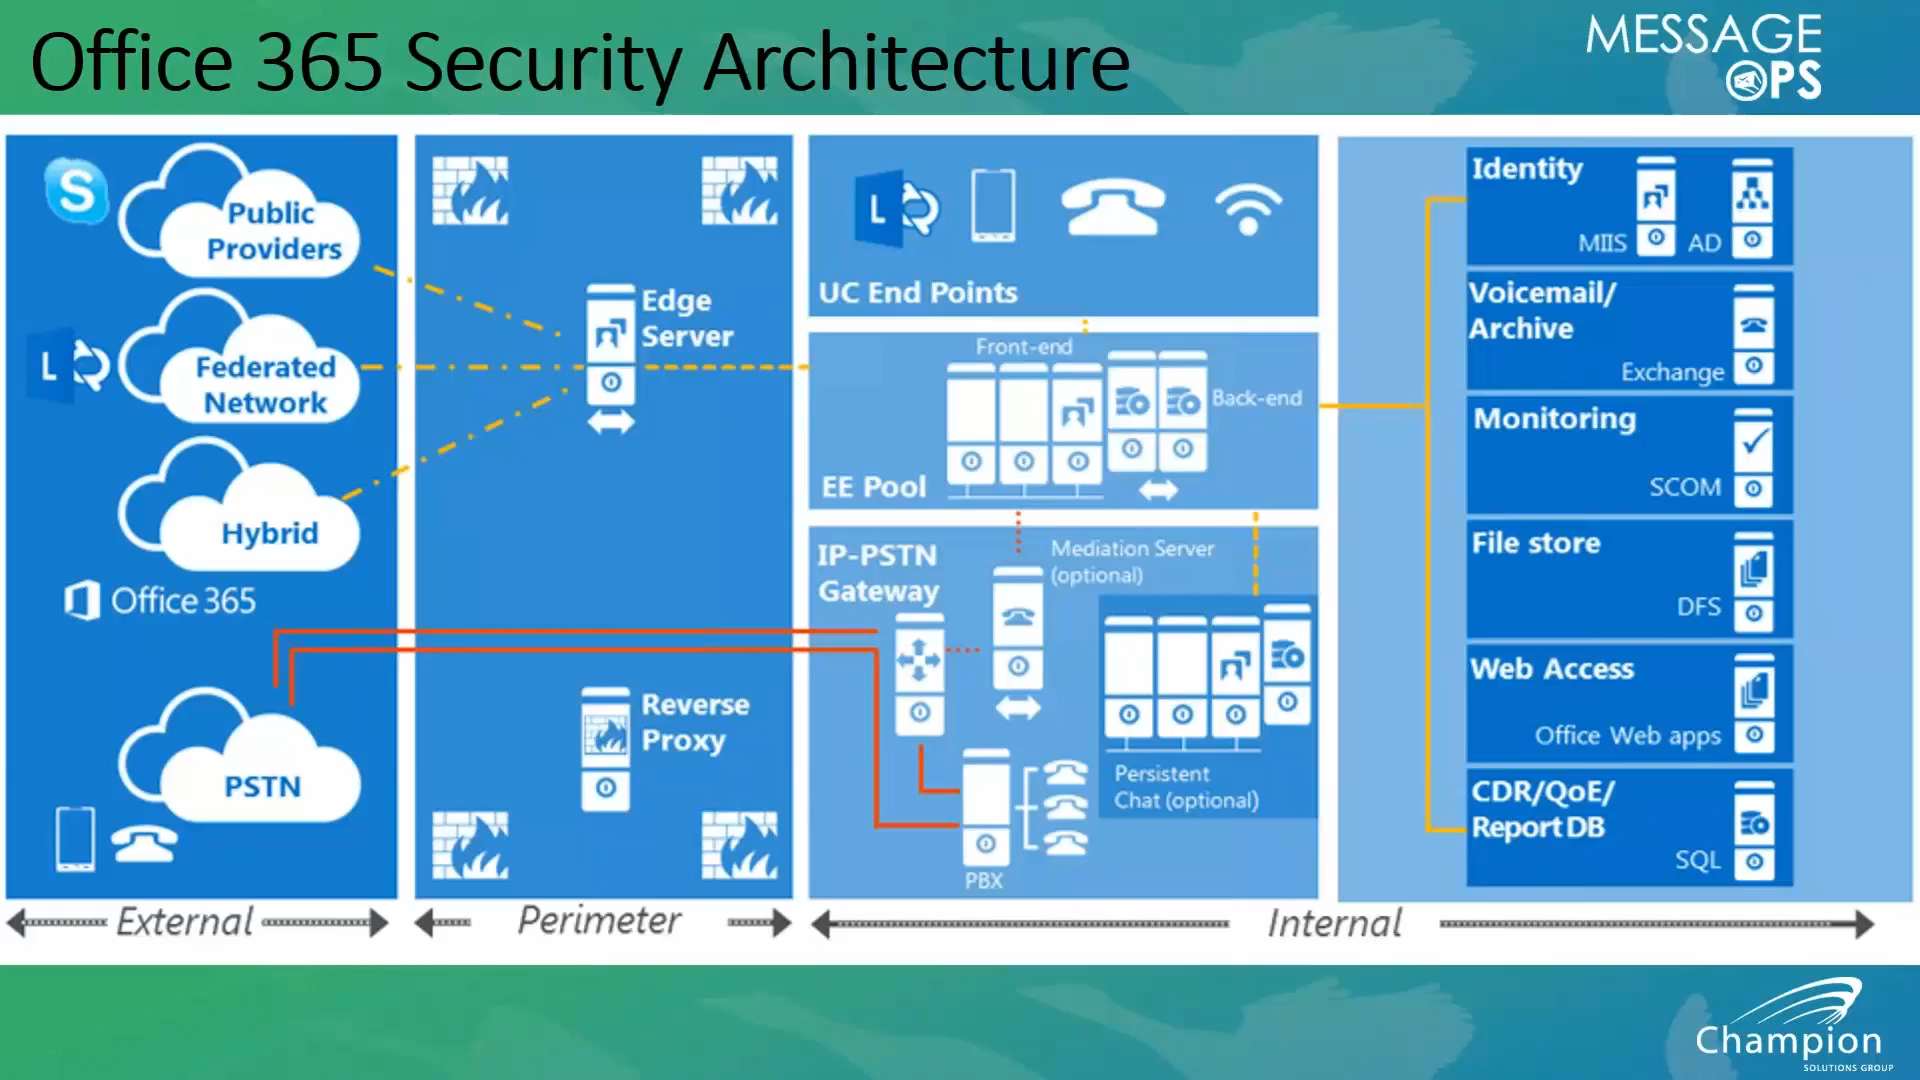 Office 365 Security Architecture
MESSAGE
OPS
S
Public
Providers
L
Federated
Network
Hybrid
Office 365
PSTN
External
Edge
Server
Reverse
Proxy
Perimeter
L
UC End Points
Front-end
Back-end
EE Pool
IP-PSTN
Gateway
Mediation Server
(optional)
Persistent
Chat (optional)
PBX
Identity
MIIS
AD
Voicemail/
Archive
Exchange
Monitoring
SCOM
File store
DFS
Web Access
Office Web apps
CDR/QoE/
Report DB
SQL
Internal
Champion
SOLUTIONS GROUP